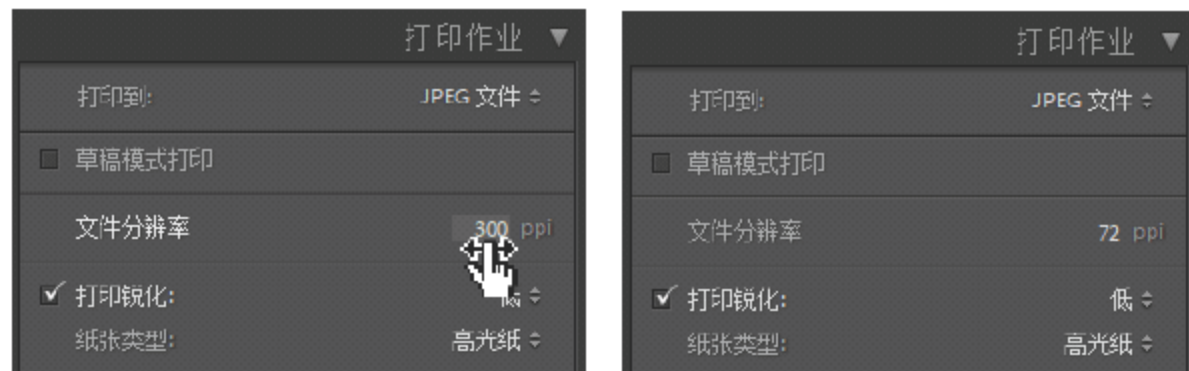 打印作业
打印到: JPEG 文件
草稿模式打印
文件分辨率 300 ppi
打印锐化: 低
纸张类型: 高光纸
打印作业
打印到: JPEG 文件
草稿模式打印
文件分辨率 72 ppi
打印锐化: 低
纸张类型: 高光纸